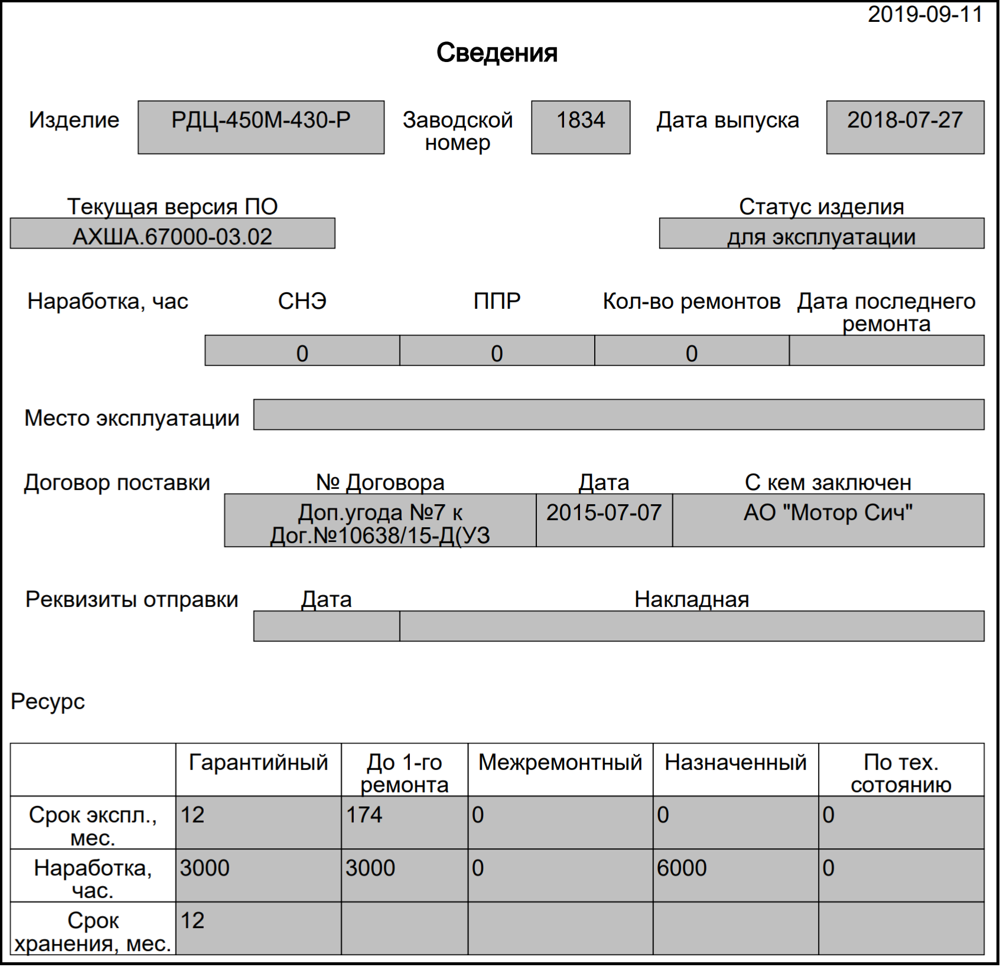 2019-09-11
Сведения
Изделие РДЦ-450М-430-Р Заводской 1834 Дата выпуска 2018-07-27
номер
Текущая версия ПО Статус изделия
АХША.67000-03.02 для эксплуатации
Наработка, час СНЭ ППР Кол-во ремонтов Дата последнего
ремонта
0 0 0
Место эксплуатации
Договор поставки № Договора Дата С кем заключен
Доп.угода №7 к 2015-07-07 АО "Мотор Сич"
Дог.№10638/15-Д(УЗ
Реквизиты отправки Дата Накладная
Ресурс
Гарантийный До 1-го Межремонтный Назначенный По тех.
ремонта сотоянию
Срок экспл., 12 174 0 0 0
мес.
Наработка, 3000 3000 0 6000 0
час.
Срок 12
хранения, мес.